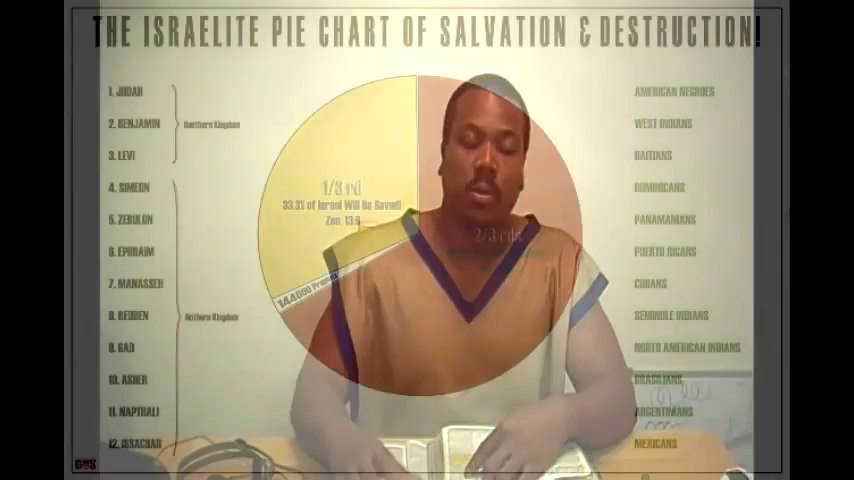 THE ISRAELITE PIE CHART OF SALVATION & DESTRUCTION!
1. JUDAH
2. BENJAMIN
3. LEVI
Southern Kingdom
4. SIMEON
5. ZEBULON
6. EPHRAIM
7. MANASSEH
8. REUBEN
9. GAD
10. ASHER
11. NAPTHALI
12. ISSACHAR
Nothern Kingdom
1/3 rd
33.3% of Israel Will Be Saved!
Zec. 13:8
144,000
2/3 rds
AMERICAN NEGROES
WEST INDIANS
HAITIANS
DOMINICANS
PANAMANIANS
PUERTO RICANS
CUBANS
SEMINOLE INDIANS
NORTH AMERICAN INDIANS
BRASILIANS
ARGENTINIANS
MEXICANS